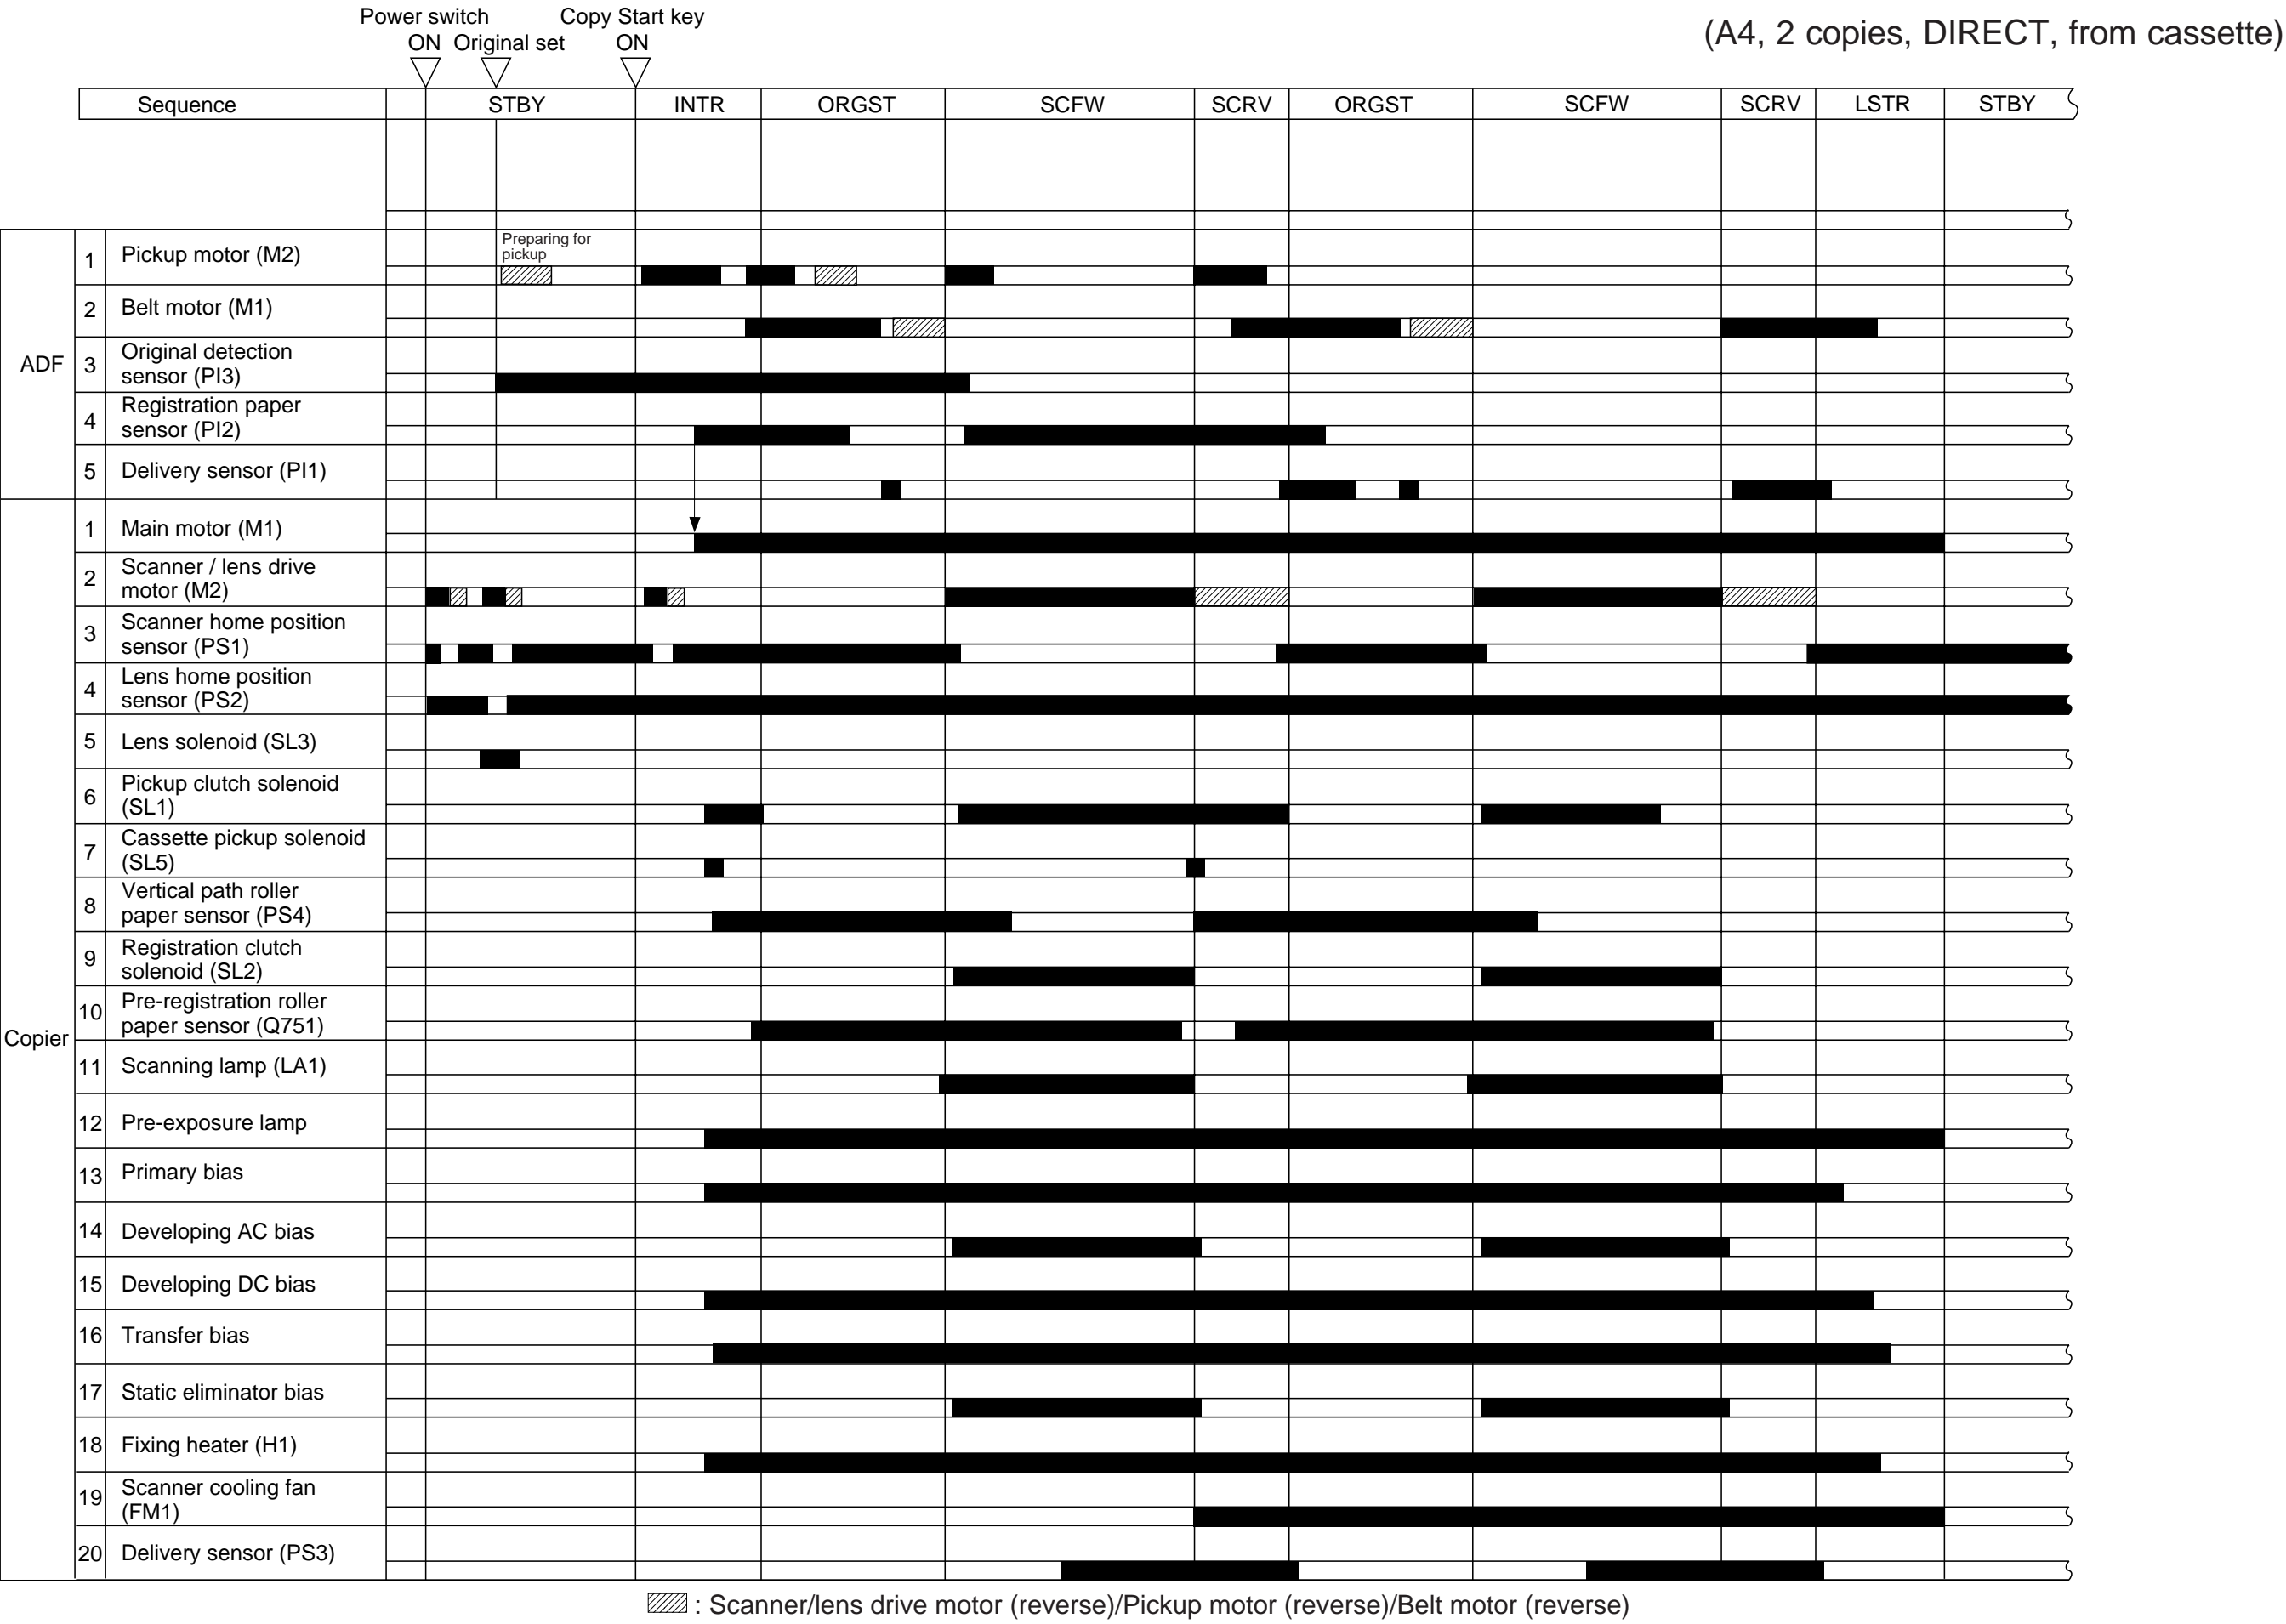 Power switch
ON
Original set
Copy Start key
ON
(A4, 2 copies, DIRECT, from cassette)
Sequence STBY INTR ORGST SCFW SCRV ORGST SCFW SCRV LSTR STBY
ADF
1 Pickup motor (M2)
Preparing for
pickup
2 Belt motor (M1)
3 Original detection
sensor (PI3)
4 Registration paper
sensor (PI2)
5 Delivery sensor (PI1)
Copier
1 Main motor (M1)
2 Scanner / lens drive
motor (M2)
3 Scanner home position
sensor (PS1)
4 Lens home position
sensor (PS2)
5 Lens solenoid (SL3)
6 Pickup clutch solenoid
(SL1)
7 Cassette pickup solenoid
(SL5)
8 Vertical path roller
paper sensor (PS4)
9 Registration clutch
solenoid (SL2)
10 Pre-registration roller
paper sensor (Q751)
11 Scanning lamp (LA1)
12 Pre-exposure lamp
13 Primary bias
14 Developing AC bias
15 Developing DC bias
16 Transfer bias
17 Static eliminator bias
18 Fixing heater (H1)
19 Scanner cooling fan
(FM1)
20 Delivery sensor (PS3)
: Scanner/lens drive motor (reverse)/Pickup motor (reverse)/Belt motor (reverse)